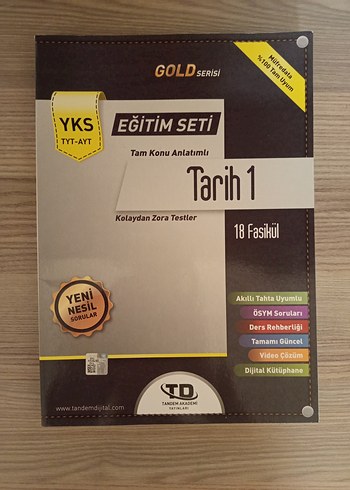 GOLD SERİSİ
Müfredata
%100 Tam Uyum
YKS
TYT-AYT
EĞİTİM SETİ
Tam Konu Anlatımlı
Tarih 1
Kolaydan Zora Testler
18 Fasikül
YENİ
NESİL
SORULAR
Akıllı Tahta Uyumlu
ÖSYM Soruları
Ders Rehberliği
Tamamı Güncel
Video Çözüm
Dijital Kütüphane
TD
TANDEM AKADEMİ
YAYINLARI
www.tandemdijital.com